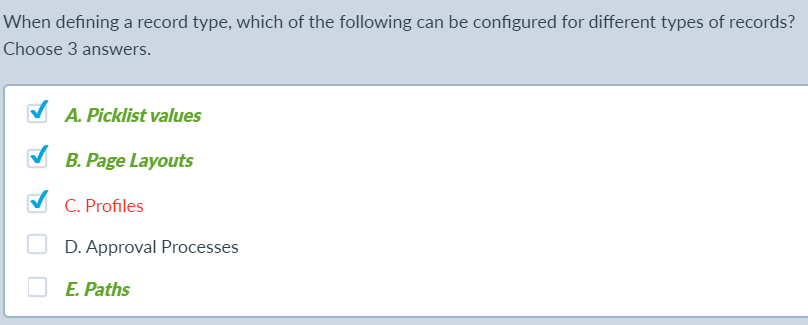 When defining a record type, which of the following can be configured for different types of records?
Choose 3 answers.
A. Picklist values
B. Page Layouts
C. Profiles
D. Approval Processes
E. Paths